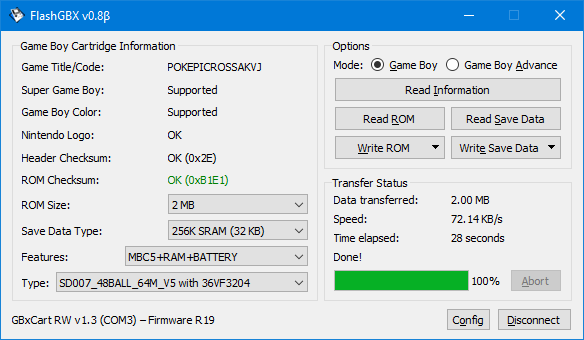 FlashGBX v0.8β
Game Boy Cartridge Information
Game Title/Code: POKEPICROSSAKVJ
Super Game Boy: Supported
Game Boy Color: Supported
Nintendo Logo: OK
Header Checksum: OK (0x2E)
ROM Checksum: OK (0xB1E1)
ROM Size: 2 MB
Save Data Type: 256K SRAM (32 KB)
Features: MBC5+RAM+BATTERY
Type: SD007_48BALL_64M_V5 with 36VF3204
Options
Mode: Game Boy Game Boy Advance
Read Information
Read ROM Read Save Data
Write ROM Write Save Data
Transfer Status
Data transferred: 2.00 MB
Speed: 72.14 KB/s
Time elapsed: 28 seconds
Done!
100% Abort
GBxCart RW v1.3 (COM3) – Firmware R19
Config Disconnect